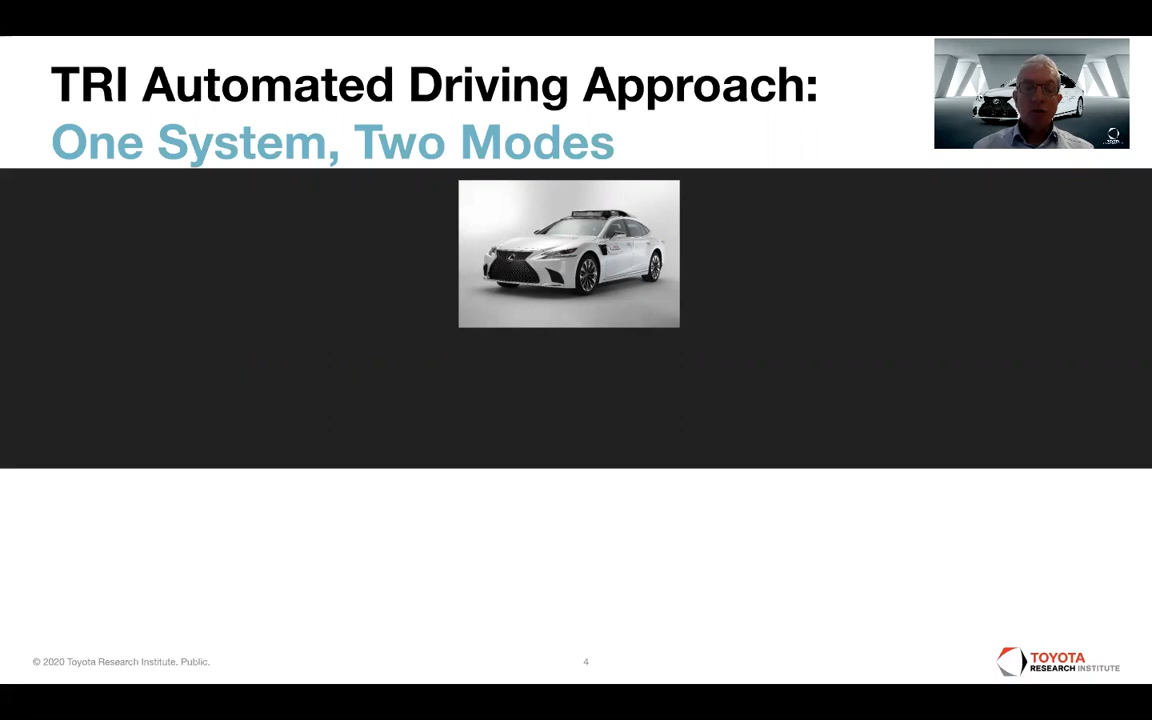 TRI Automated Driving Approach:
One System, Two Modes
© 2020 Toyota Research Institute. Public.
4
TOYOTA
RESEARCH INSTITUTE